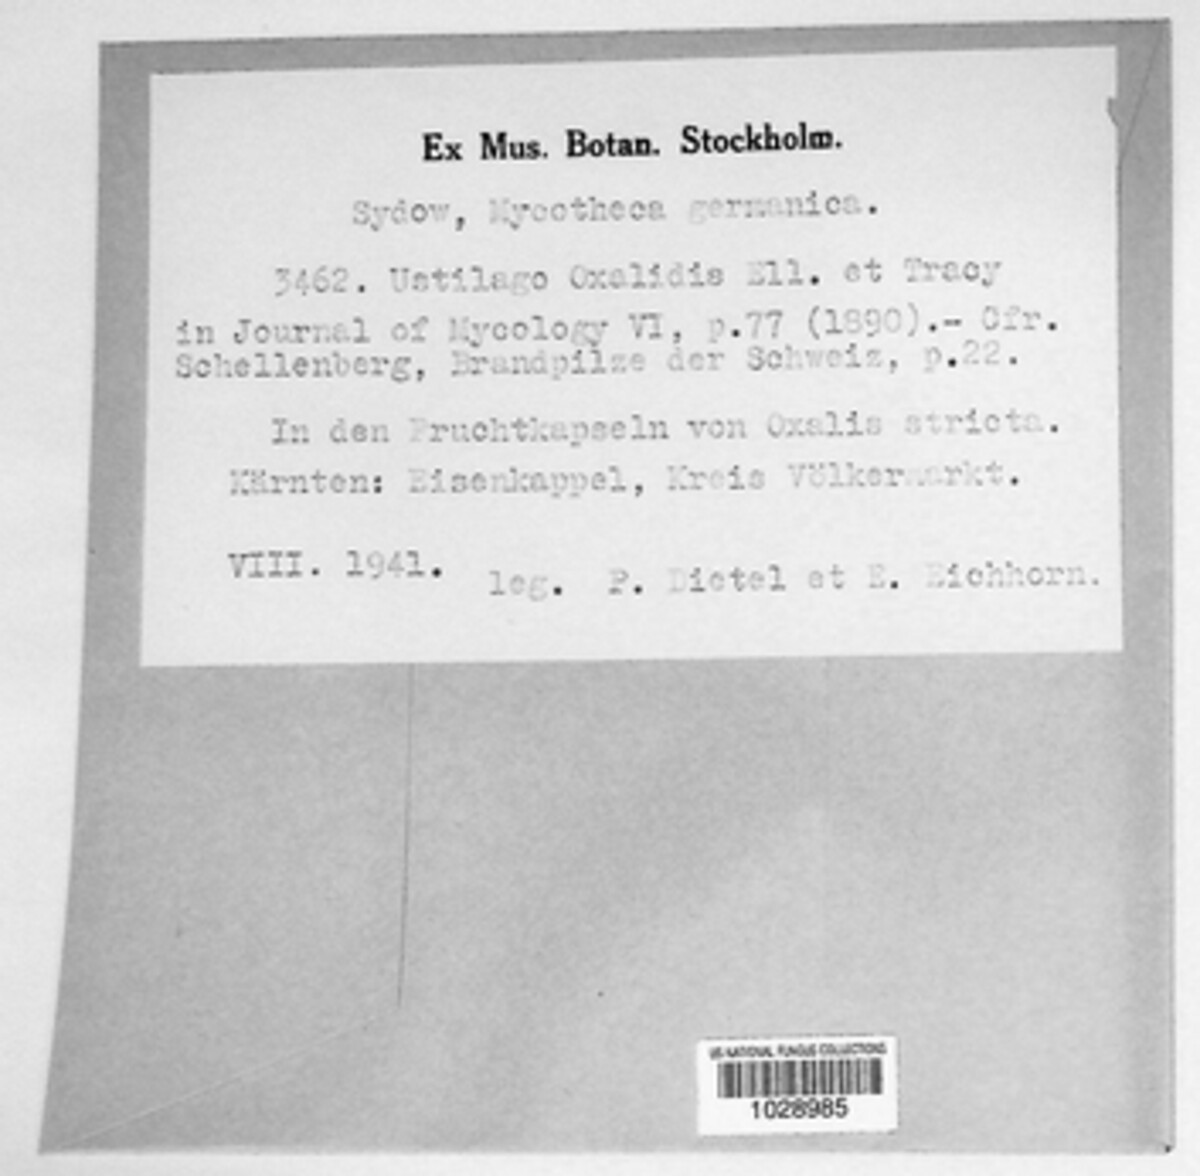 Ex Mus. Botan. Stockholm.
Sydow, Mycotheca germanica.
3462. Ustilago Oxalidis Ell. et Tracy
in Journal of Mycology VI, p.77 (1890).- Cfr.
Schellenberg, Brandpilze der Schweiz, p.22.
In den Fruchtkapseln von Oxalis stricta.
Kärnten: Eisenkappel, Kreis Völkermarkt.
VIII. 1941.
leg. P. Dietel et E. Eichhorn.
US NATIONAL FUNGUS COLLECTIONS
1028985